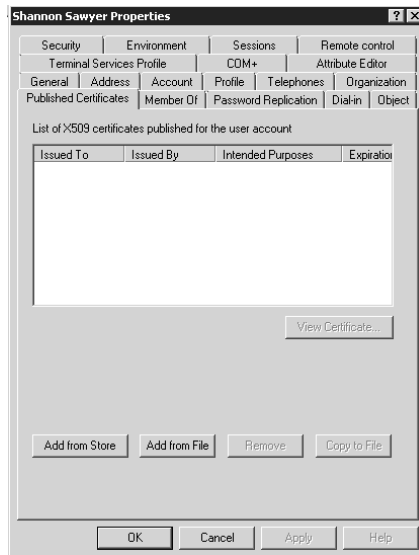 Shannon Sawyer Properties
Security Environment Sessions Remote control
Terminal Services Profile COM+ Attribute Editor
General Address Account Profile Telephones Organization
Published Certificates Member Of Password Replication Dial-in Object
List of X509 certificates published for the user account
Issued To Issued By Intended Purposes Expiration
View Certificate...
Add from Store Add from File Remove Copy to File
OK Cancel Apply Help